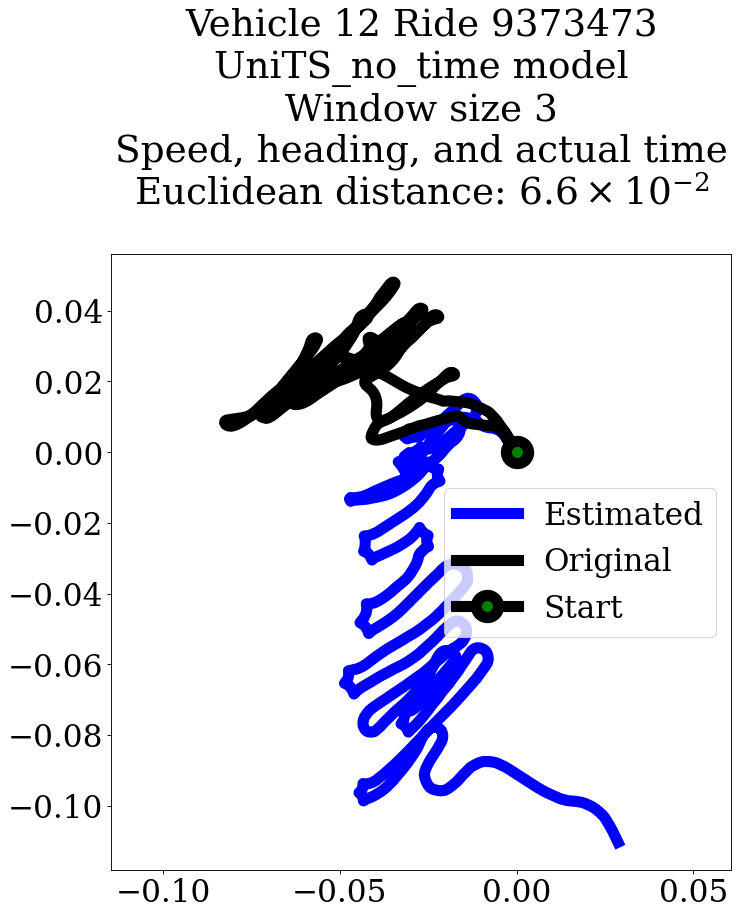 Vehicle 12 Ride 9373473
UniTS_no_time model
Window size 3
Speed, heading, and actual time
Euclidean distance: 6.6 × 10⁻²
0.04
0.02
0.00
−0.02
−0.04
−0.06
−0.08
−0.10
Estimated
Original
Start
−0.10
−0.05
0.00
0.05